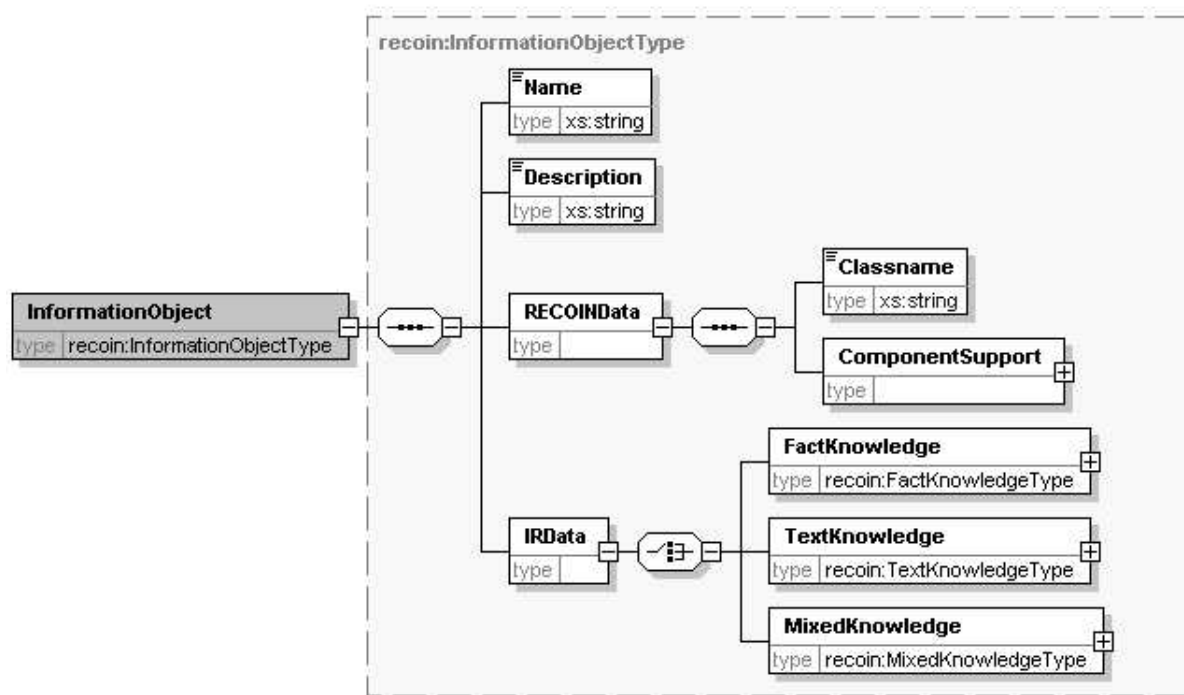 recoin:InformationObjectType
Name
type xs:string
Description
type xs:string
InformationObject
type recoin:InformationObjectType
RECOINData
type
Classname
type xs:string
ComponentSupport
type
IRData
type
FactKnowledge
type recoin:FactKnowledgeType
TextKnowledge
type recoin:TextKnowledgeType
MixedKnowledge
type recoin:MixedKnowledgeType